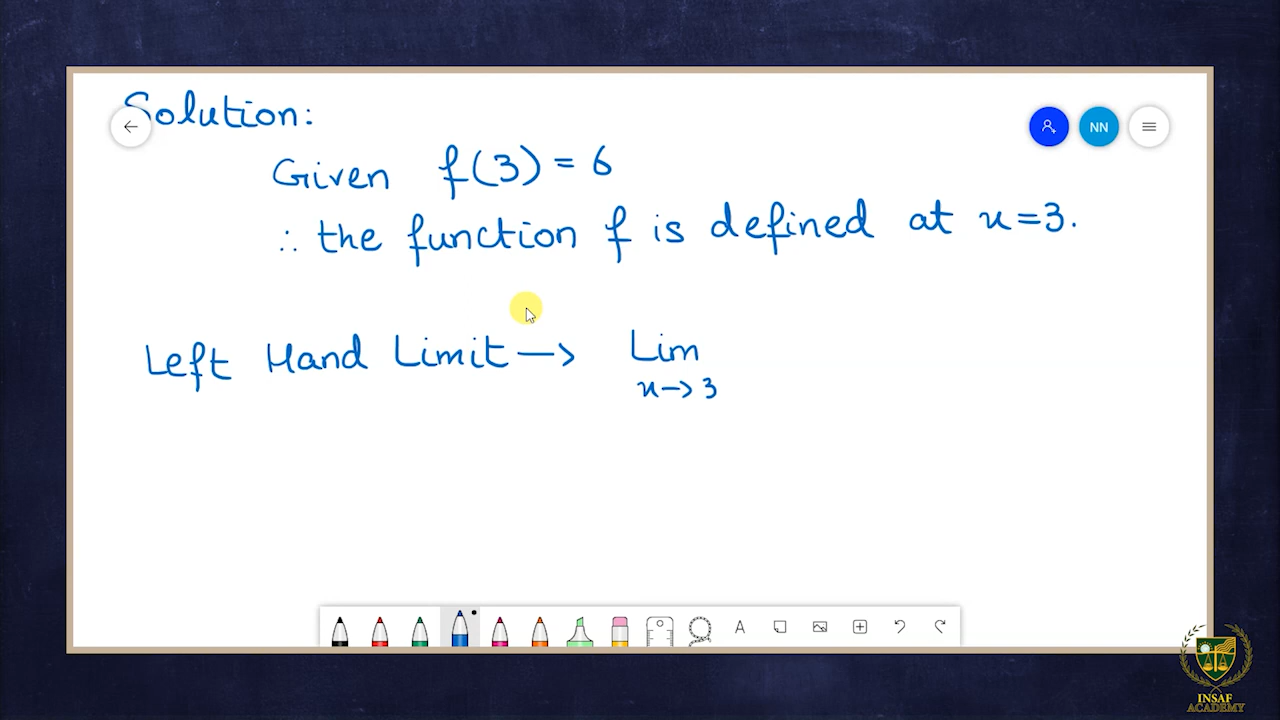 Solution:
Given f(3) = 6
∴ the function f is defined at x=3.
Left Hand Limit → Lim
x→3
NN
A
INSAF
ACADEMY